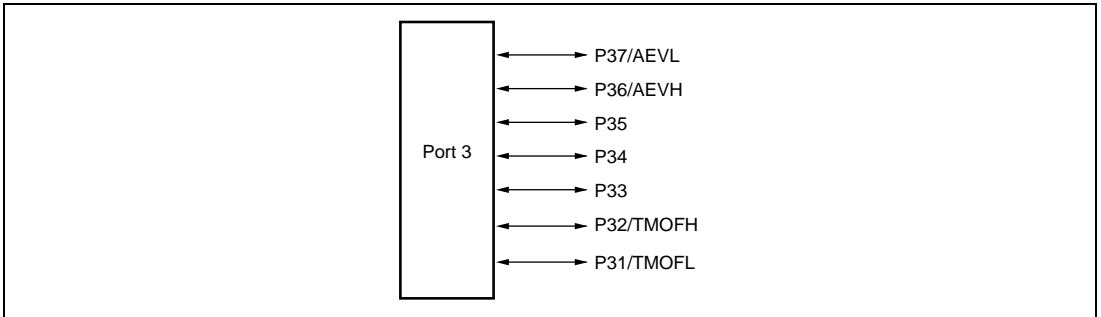 P37/AEVL
P36/AEVH
P35
Port 3
P34
P33
P32/TMOFH
P31/TMOFL